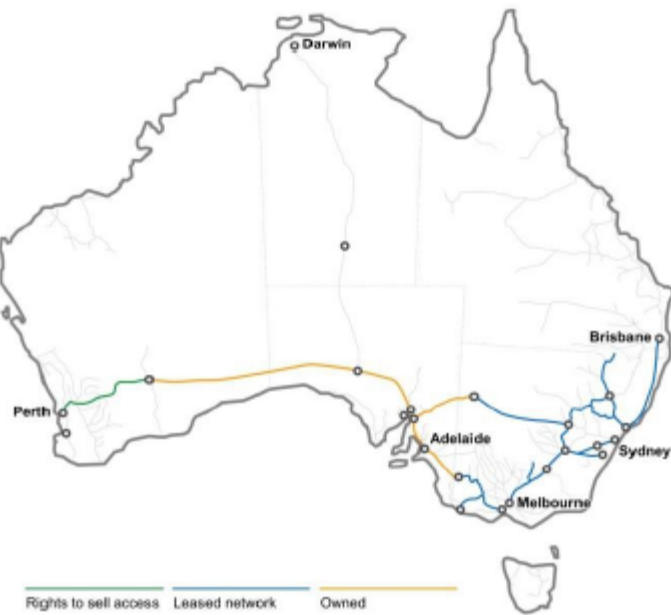 Darwin
Brisbane
Perth
Adelaide
Sydney
Melbourne
Rights to sell access Leased network Owned